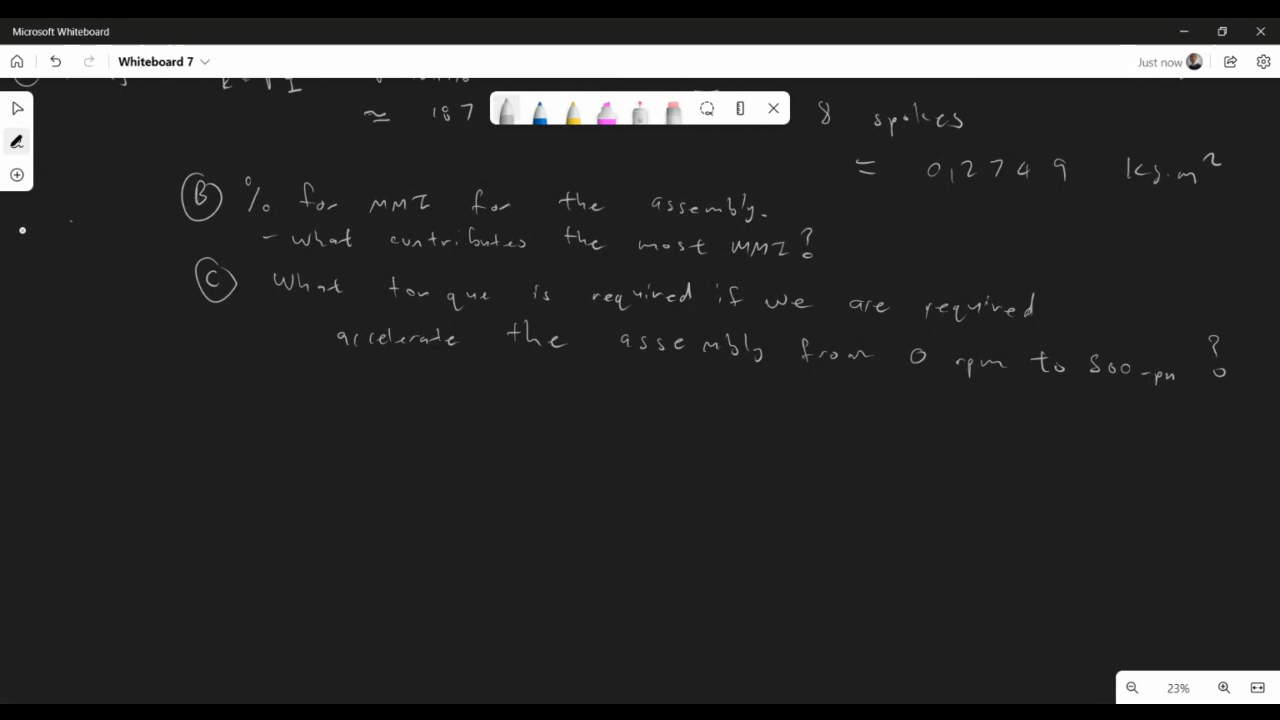 Microsoft Whiteboard
Whiteboard 7
Just now
≈ 187
8 spokes
= 0,2749 kg.m²
(B) % for MMI for the assembly.
- what contributes the most MMI?
(C) What torque is required if we are required
accelerate the assembly from 0 rpm to 800 rpm ?
23%